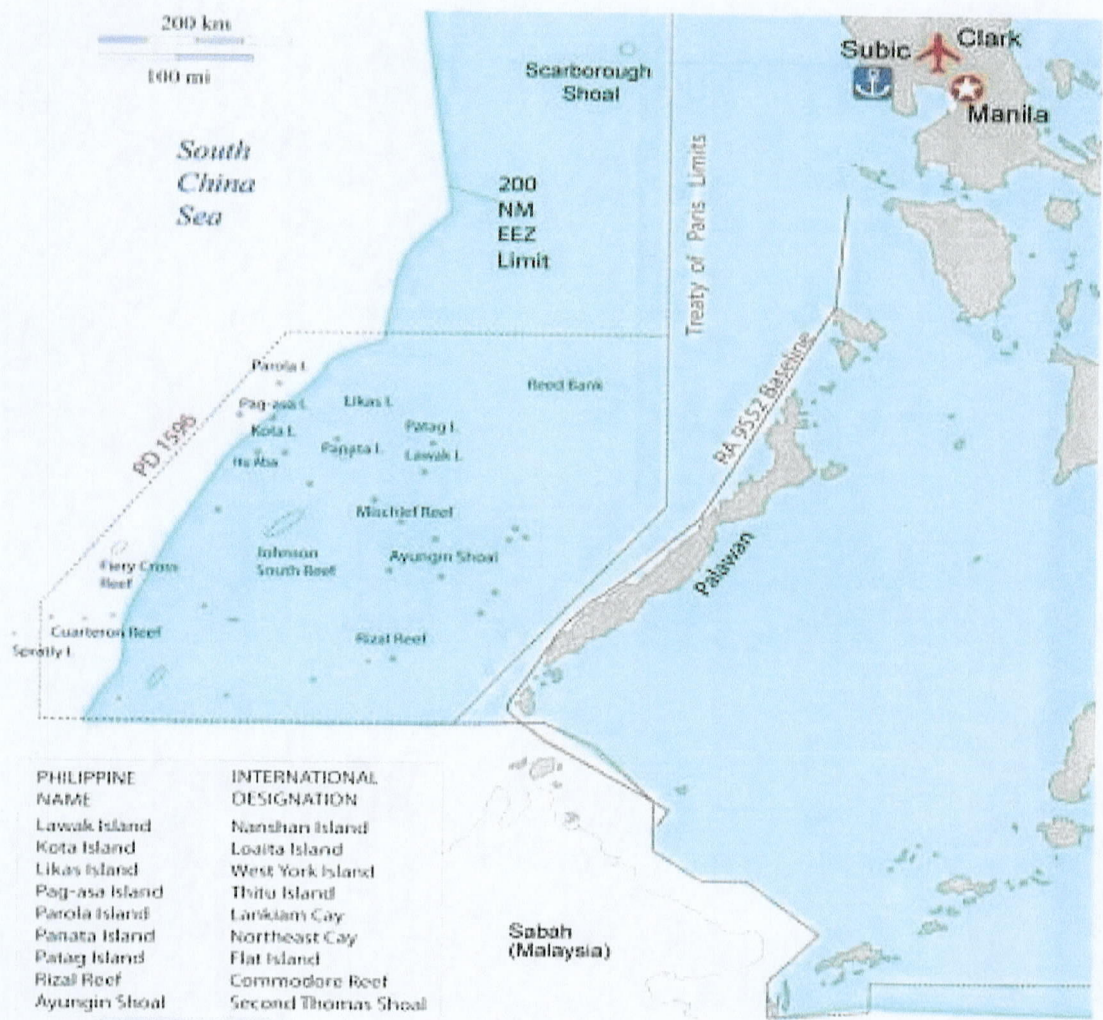 200 km
100 mi
South
China
Sea
Scarborough
Shoal
200
NM
EEZ
Limit
Treaty of Paris Limits
Subic
Clark
Manila
RA 9552 Baseline
Palawan
PD 1596
Parola I.
Pag-asa I.
Likas I.
Reed Bank
Kota I.
Patag I.
Panata I.
Itu Aba
Lawak I.
Mischief Reef
Johnson
South Reef
Ayungin Shoal
Fiery Cross
Reef
Cuarteron Reef
Spratly I.
Rizal Reef
PHILIPPINE NAME
INTERNATIONAL DESIGNATION
Lawak Island Nanshan Island
Kota Island Loaita Island
Likas Island West York Island
Pag-asa Island Thitu Island
Parola Island Lankiam Cay
Panata Island Northeast Cay
Patag Island Flat Island
Rizal Reef Commodore Reef
Ayungin Shoal Second Thomas Shoal
Sabah
(Malaysia)